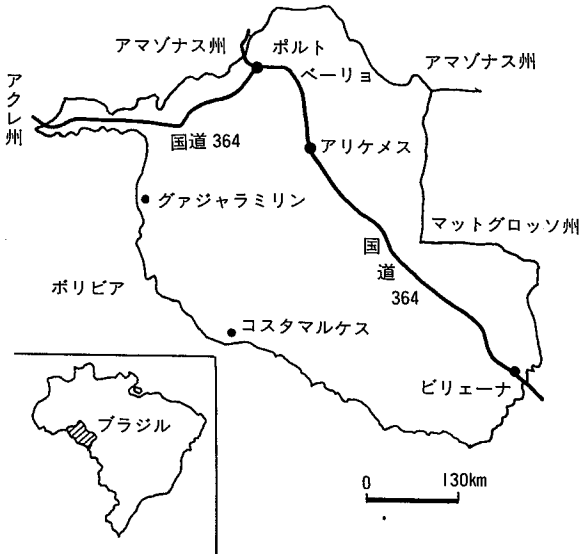 アマゾナス州
ポルト
ベーリョ
アマゾナス州
アクレ州
国道 364
アリケメス
グァジャラミリン
マットグロッソ州
国道
364
ボリビア
コスタマルケス
ビリェーナ
ブラジル
0 130km